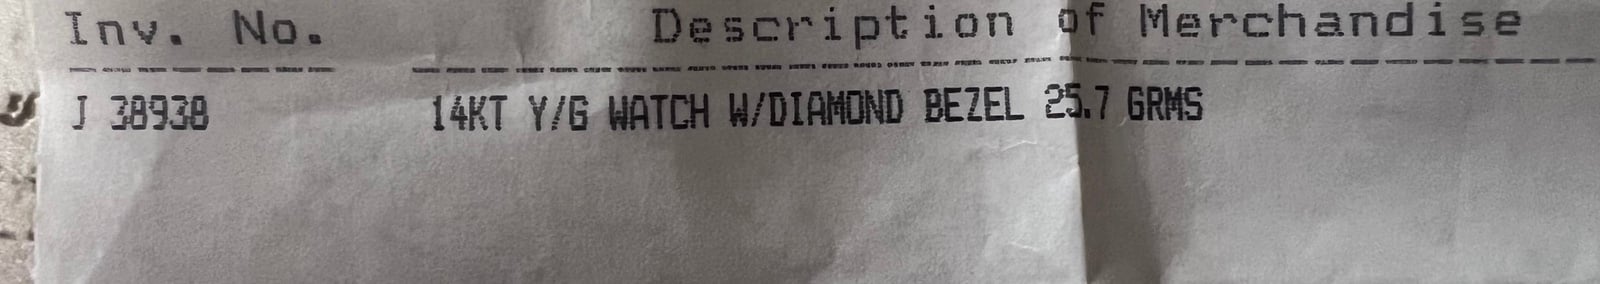 Inv. No. Description of Merchandise
J 38938 14KT Y/G WATCH W/DIAMOND BEZEL 25.7 GRMS